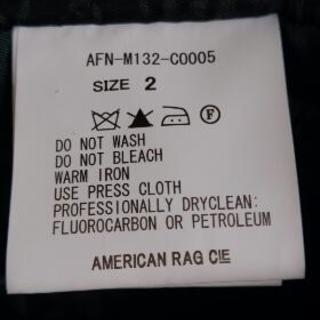 AFN-M132-C0005
SIZE 2
F
DO NOT WASH
DO NOT BLEACH
WARM IRON
USE PRESS CLOTH
PROFESSIONALLY DRYCLEAN:
FLUOROCARBON OR PETROLEUM
AMERICAN RAG CIE